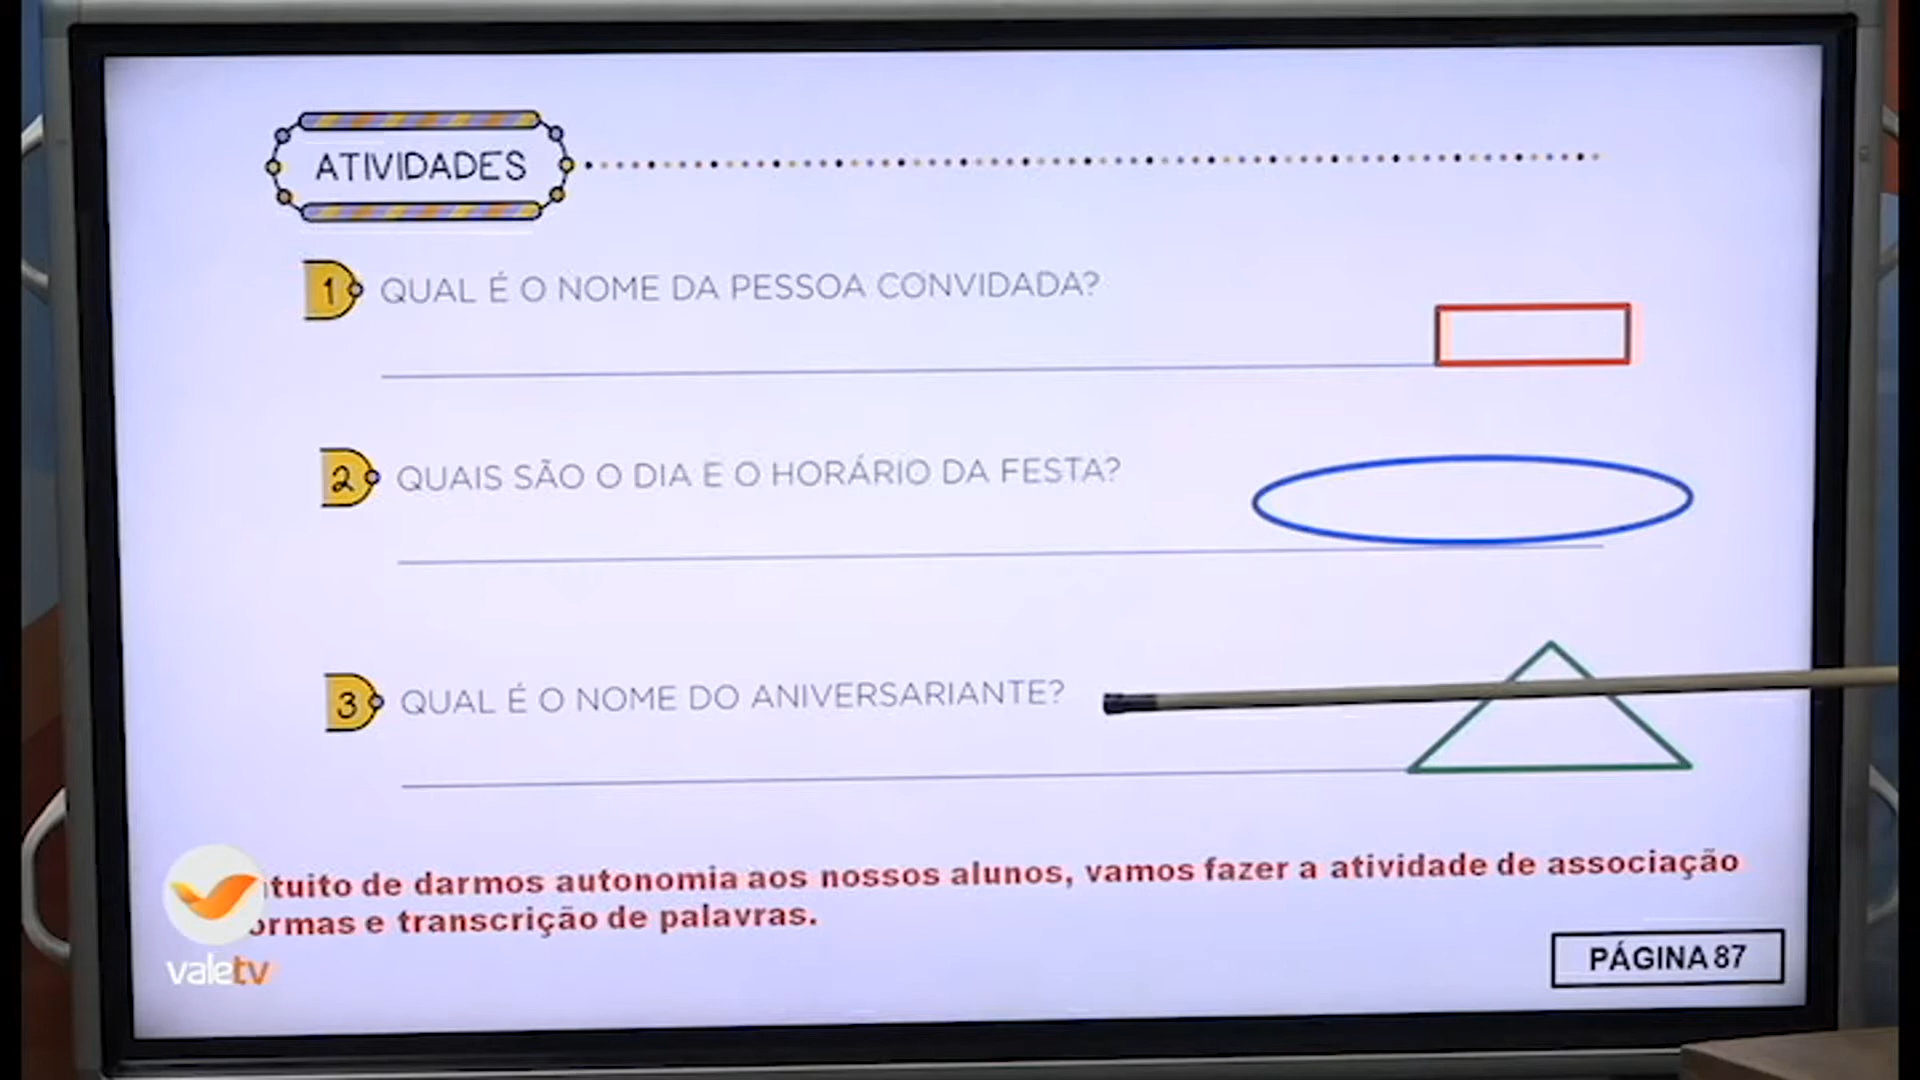 ATIVIDADES
1 QUAL É O NOME DA PESSOA CONVIDADA?
2 QUAIS SÃO O DIA E O HORÁRIO DA FESTA?
3 QUAL É O NOME DO ANIVERSARIANTE?
tuito de darmos autonomia aos nossos alunos, vamos fazer a atividade de associação
ormas e transcrição de palavras.
valetv
PÁGINA 87